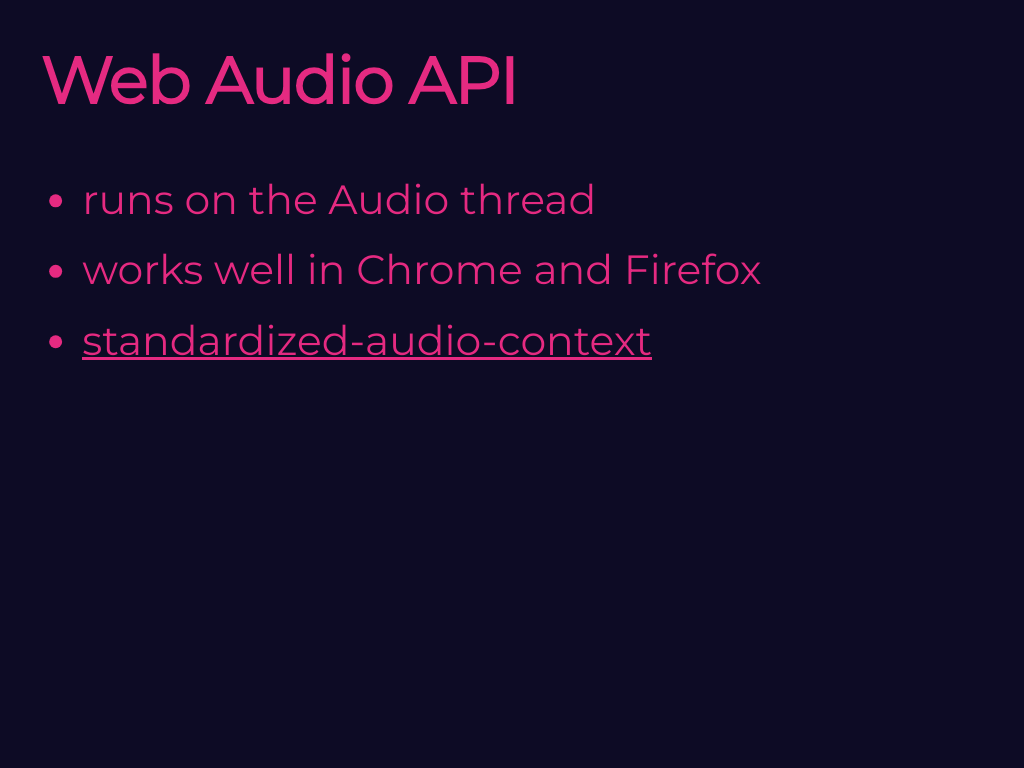 Web Audio API
runs on the Audio thread
works well in Chrome and Firefox
standardized-audio-context